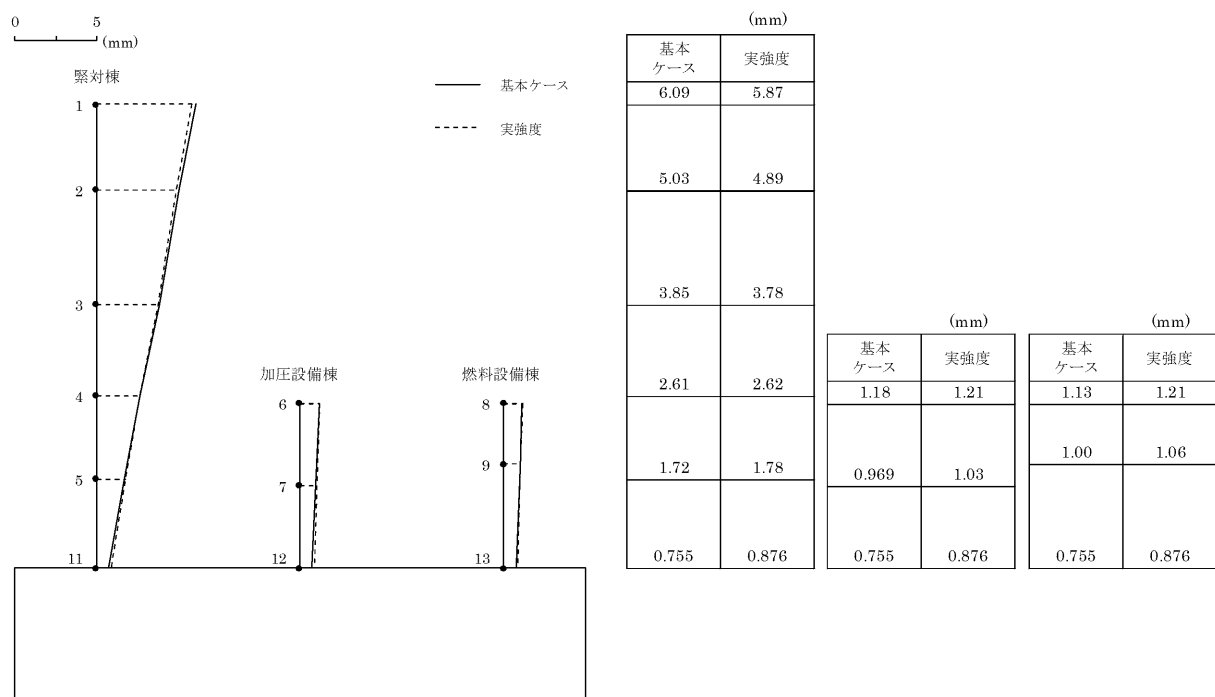 0 5
(mm)
緊対棟
基本ケース
実強度
1
2
3
4
5
11
加圧設備棟
6
7
12
燃料設備棟
8
9
13
(mm)
基本
ケース
実強度
6.09 5.87
5.03 4.89
3.85 3.78
2.61 2.62
1.72 1.78
0.755 0.876
(mm)
基本
ケース
実強度
1.18 1.21
0.969 1.03
0.755 0.876
(mm)
基本
ケース
実強度
1.13 1.21
1.00 1.06
0.755 0.876